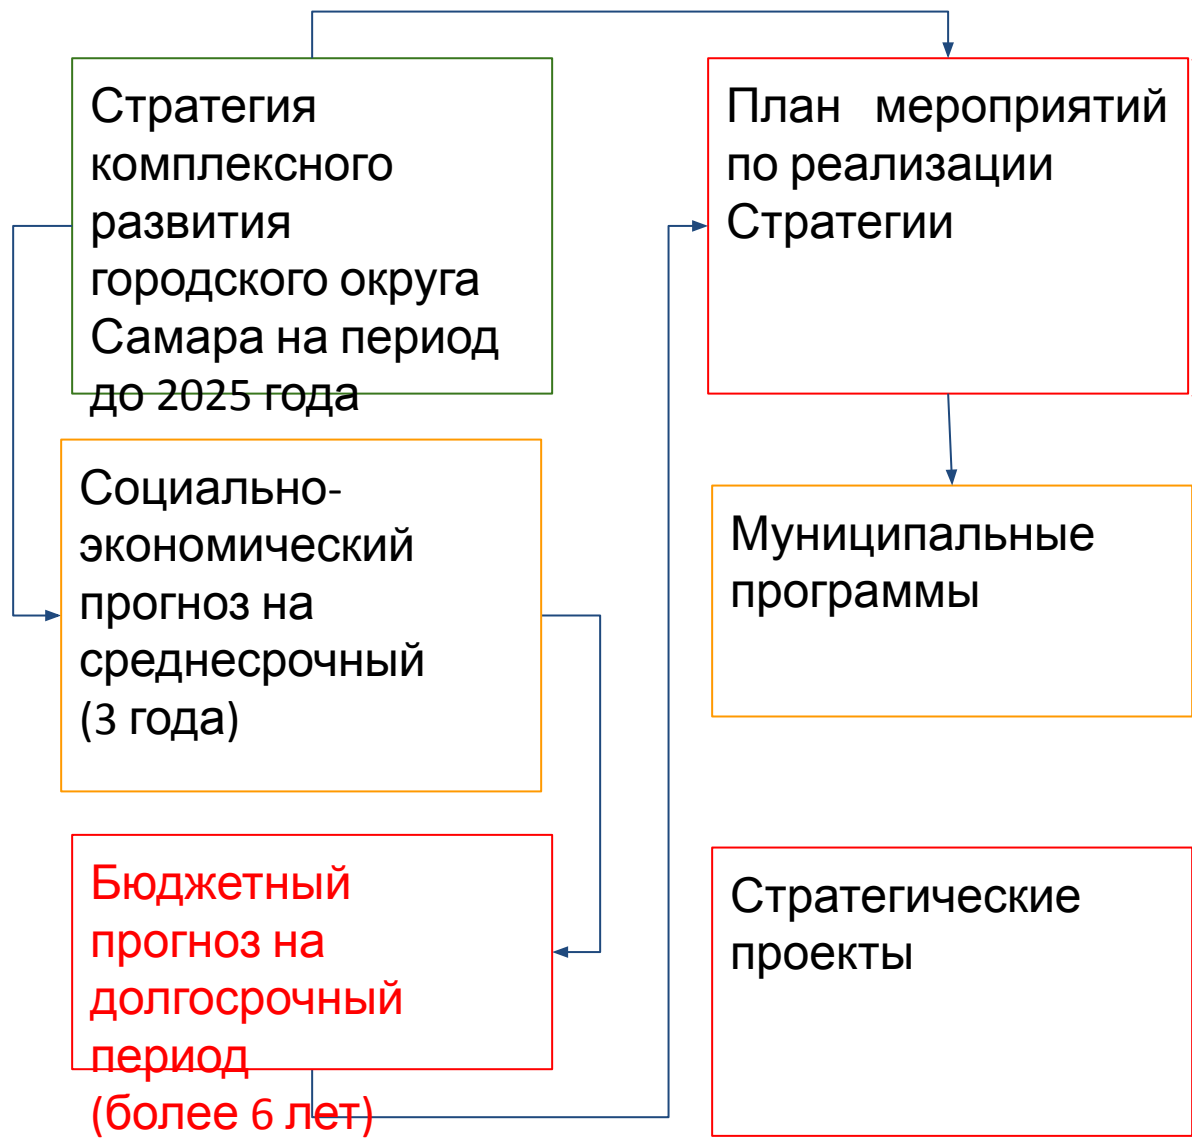 Стратегия
комплексного
развития
городского округа
Самара на период
до 2025 года
Социально-
экономический
прогноз на
среднесрочный
(3 года)
Бюджетный
прогноз на
долгосрочный
период
(более 6 лет)
План мероприятий
по реализации
Стратегии
Муниципальные
программы
Стратегические
проекты